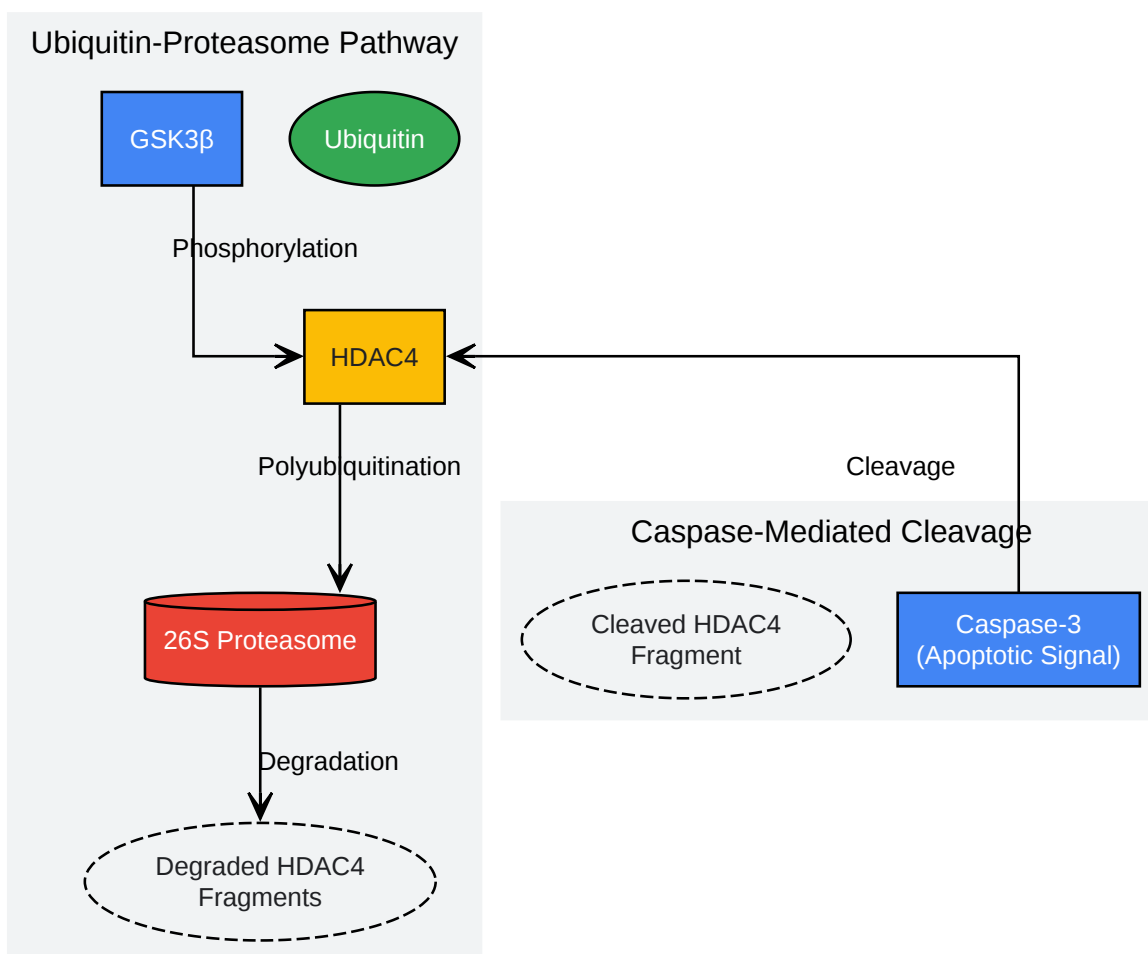 Ubiquitin-Proteasome Pathway
GSK3β
Ubiquitin
Phosphorylation
HDAC4
Polyubiquitination
Cleavage
Caspase-Mediated Cleavage
26S Proteasome
Cleaved HDAC4
Fragment
Caspase-3
(Apoptotic Signal)
Degradation
Degraded HDAC4
Fragments